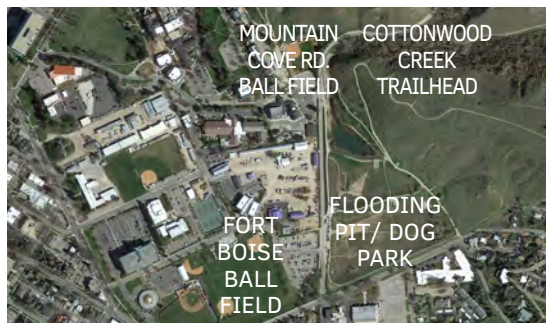 MOUNTAIN
COVE RD.
BALL FIELD
COTTONWOOD
CREEK
TRAILHEAD
FORT
BOISE
BALL
FIELD
FLOODING
PIT/ DOG
PARK